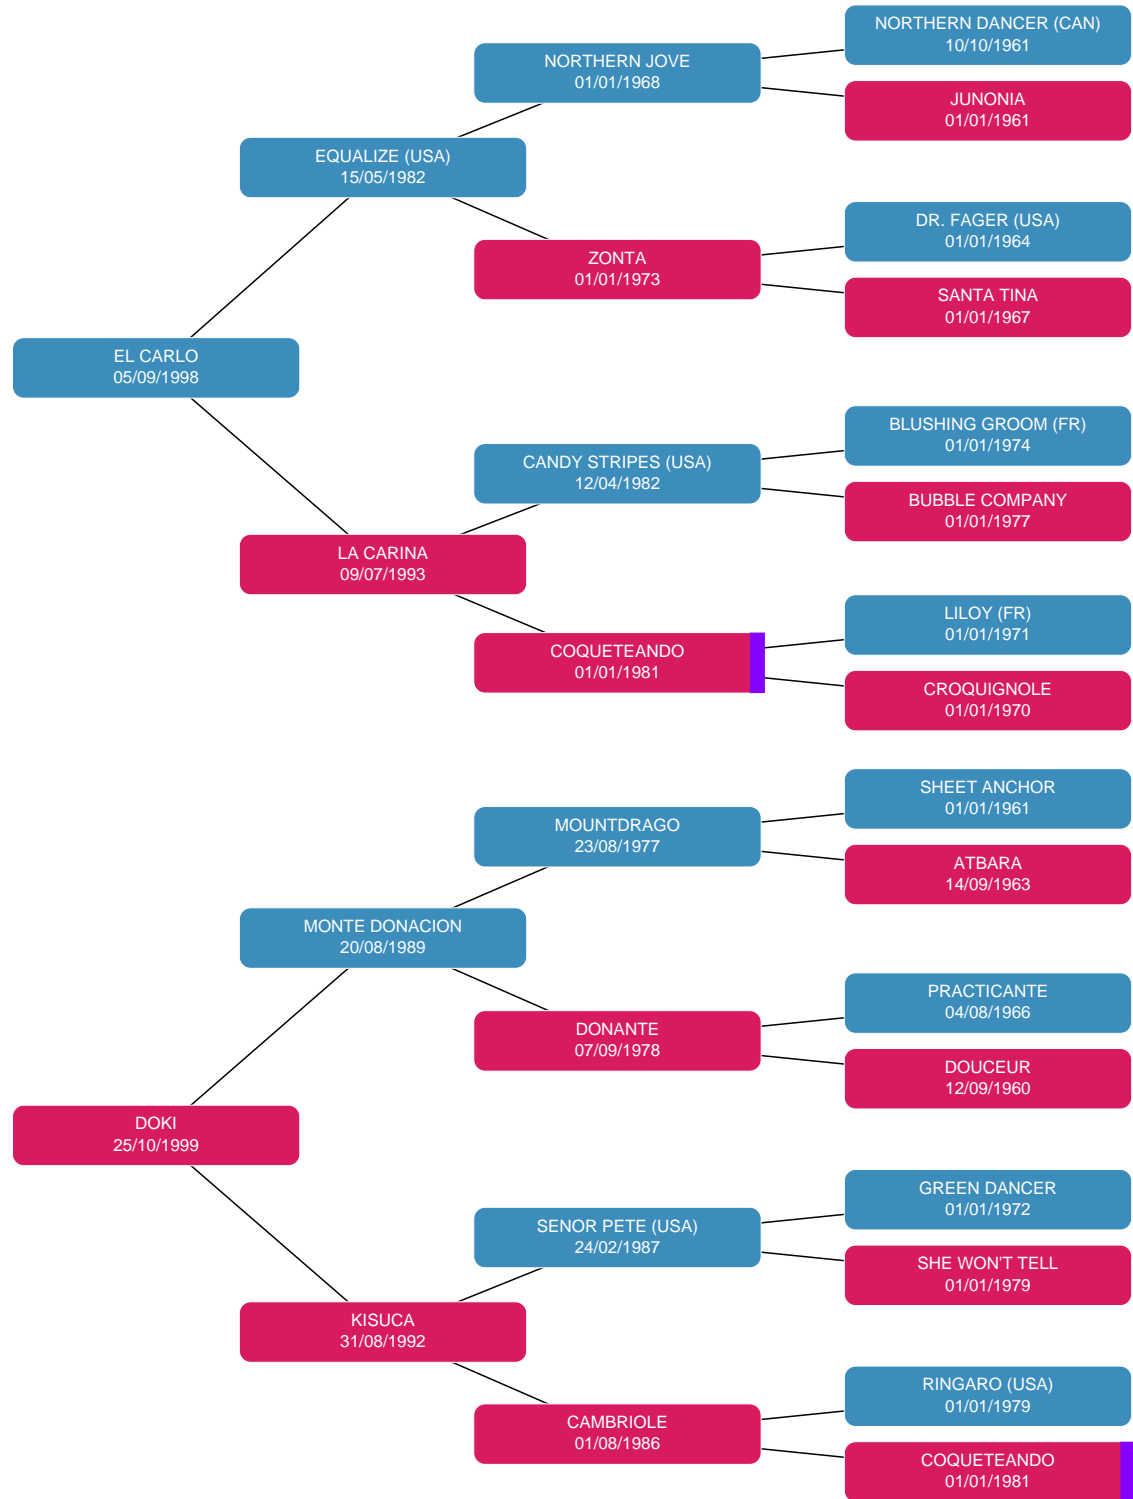 NORTHERN DANCER (CAN)
10/10/1961
NORTHERN JOVE
01/01/1968
JUNONIA
01/01/1961
EQUALIZE (USA)
15/05/1982
DR. FAGER (USA)
01/01/1964
ZONTA
01/01/1973
SANTA TINA
01/01/1967
EL CARLO
05/09/1998
BLUSHING GROOM (FR)
01/01/1974
CANDY STRIPES (USA)
12/04/1982
BUBBLE COMPANY
01/01/1977
LA CARINA
09/07/1993
LILOY (FR)
01/01/1971
COQUETEANDO
01/01/1981
CROQUIGNOLE
01/01/1970
SHEET ANCHOR
01/01/1961
MOUNTDRAGO
23/08/1977
ATBARA
14/09/1963
MONTE DONACION
20/08/1989
PRACTICANTE
04/08/1966
DONANTE
07/09/1978
DOUCEUR
12/09/1960
DOKI
25/10/1999
GREEN DANCER
01/01/1972
SENOR PETE (USA)
24/02/1987
SHE WON'T TELL
01/01/1979
KISUCA
31/08/1992
RINGARO (USA)
01/01/1979
CAMBRIOLE
01/08/1986
COQUETEANDO
01/01/1981